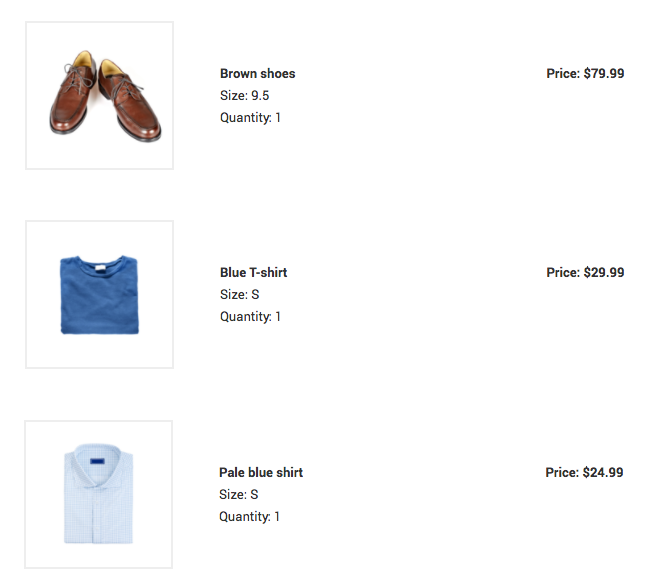 Brown shoes
Price: $79.99
Size: 9.5
Quantity: 1
Blue T-shirt
Price: $29.99
Size: S
Quantity: 1
Pale blue shirt
Price: $24.99
Size: S
Quantity: 1